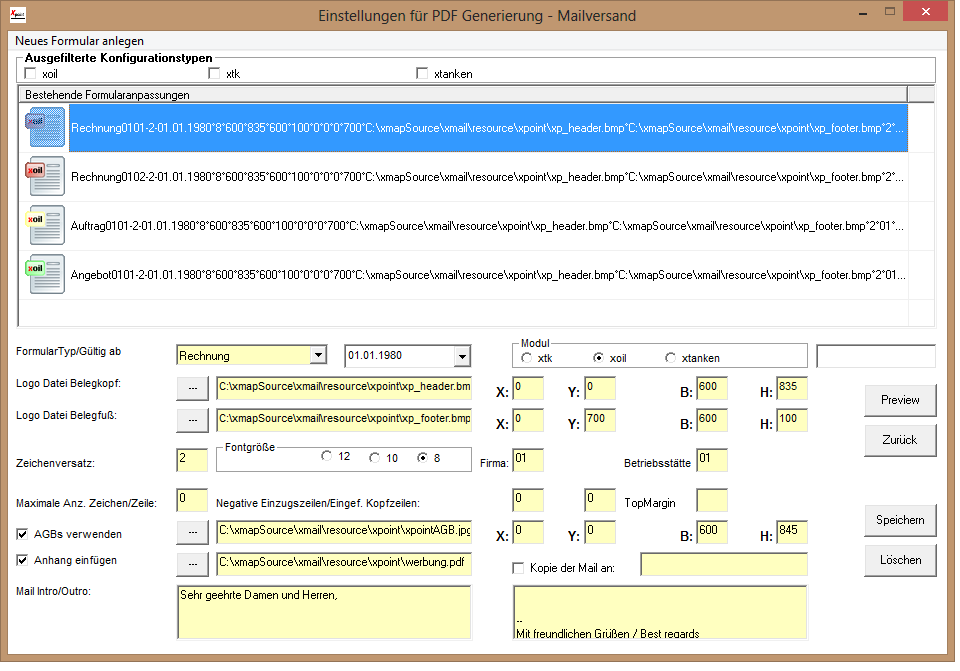 Xpoint
Einstellungen für PDF Generierung - Mailversand
Neues Formular anlegen
Ausgefilterte Konfigurationstypen
xoil xtk xtanken
Bestehende Formularanpassungen
xoil Rechnung0101-2-01.01.1980*8*600*835*600*100*0*0*0*700*C:\xmapSource\xmail\resource\xpoint\xp_header.bmp*C:\xmapSource\xmail\resource\xpoint\xp_footer.bmp*2*...
xoil Rechnung0102-2-01.01.1980*8*600*835*600*100*0*0*0*700*C:\xmapSource\xmail\resource\xpoint\xp_header.bmp*C:\xmapSource\xmail\resource\xpoint\xp_footer.bmp*2*...
xoil Auftrag0101-2-01.01.1980*8*600*835*600*100*0*0*0*700*C:\xmapSource\xmail\resource\xpoint\xp_header.bmp*C:\xmapSource\xmail\resource\xpoint\xp_footer.bmp*2*01*...
xoil Angebot0101-2-01.01.1980*8*600*835*600*100*0*0*0*700*C:\xmapSource\xmail\resource\xpoint\xp_header.bmp*C:\xmapSource\xmail\resource\xpoint\xp_footer.bmp*2*01...
FormularTyp/Gültig ab Rechnung 01.01.1980 Modul xtk xoil xtanken
Logo Datei Belegkopf: ... C:\xmapSource\xmail\resource\xpoint\xp_header.bm X: 0 Y: 0 B: 600 H: 835 Preview
Logo Datei Belegfuß: ... C:\xmapSource\xmail\resource\xpoint\xp_footer.bmp X: 0 Y: 700 B: 600 H: 100
Zurück
Zeichenversatz: 2 Fontgröße 12 10 8 Firma: 01 Betriebsstätte 01
Maximale Anz. Zeichen/Zeile: 0 Negative Einzugszeilen/Eingef. Kopfzeilen: 0 0 TopMargin
AGBs verwenden ... C:\xmapSource\xmail\resource\xpoint\xpointAGB.jpg X: 0 Y: 0 B: 600 H: 845 Speichern
Anhang einfügen ... C:\xmapSource\xmail\resource\xpoint\werbung.pdf Kopie der Mail an: Löschen
Mail Intro/Outro: Sehr geehrte Damen und Herren,
--
Mit freundlichen Grüßen / Best regards